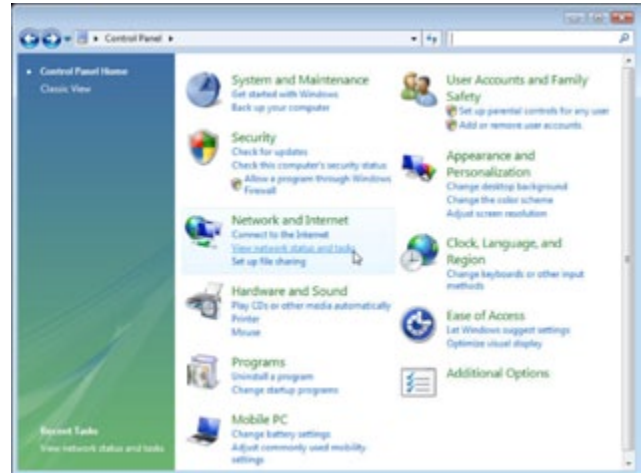 Control Panel
Control Panel Home
Classic View
System and Maintenance
Get started with Windows
Back up your computer
Security
Check for updates
Check this computer's security status
Allow a program through Windows
Firewall
Network and Internet
Connect to the Internet
View network status and tasks
Set up file sharing
Hardware and Sound
Play CDs or other media automatically
Printer
Mouse
Programs
Uninstall a program
Change startup programs
Mobile PC
Change battery settings
Adjust commonly used mobility
settings
User Accounts and Family
Safety
Set up parental controls for any user
Add or remove user accounts
Appearance and
Personalization
Change desktop background
Change the color scheme
Adjust screen resolution
Clock, Language, and
Region
Change keyboards or other input
methods
Ease of Access
Let Windows suggest settings
Optimize visual display
Additional Options
Recent Tasks
View network status and tasks